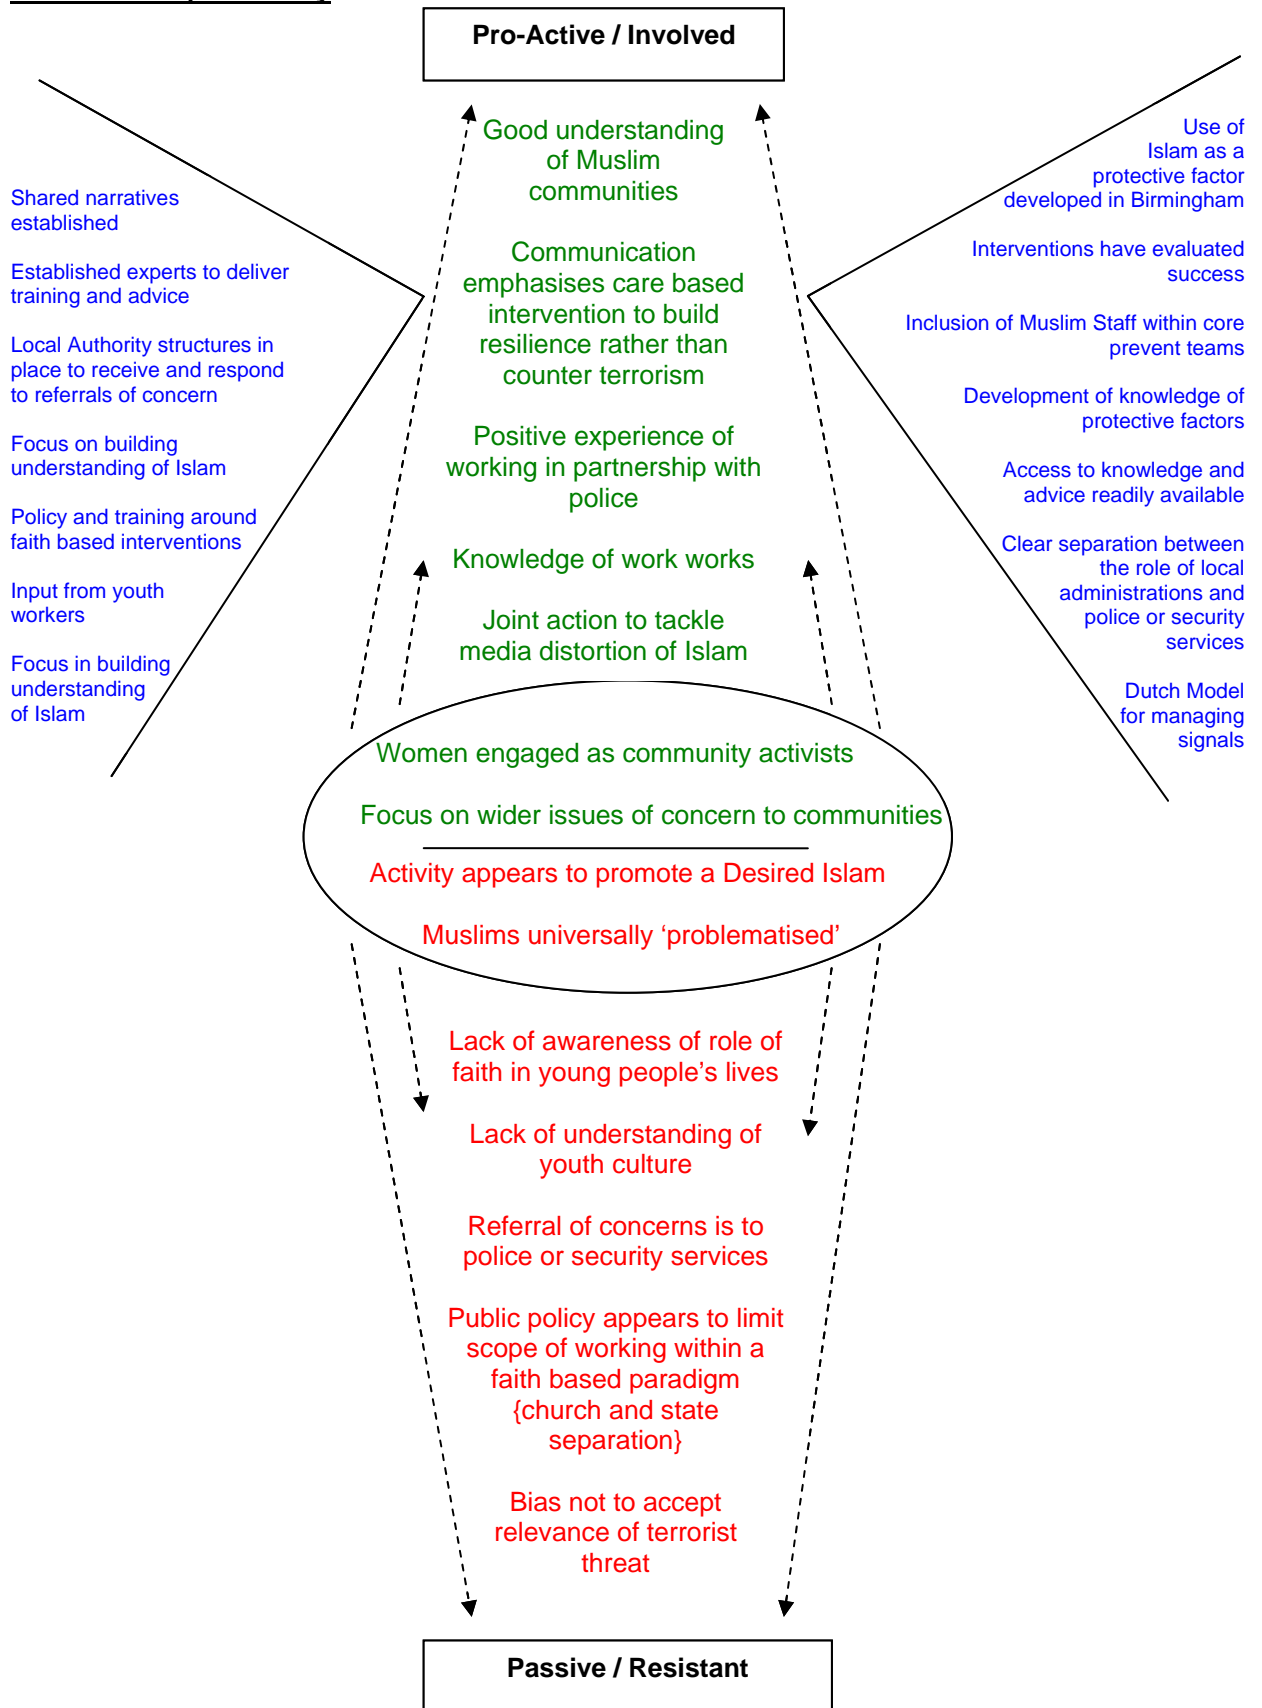 Pro-Active / Involved
Good understanding
of Muslim
communities
Communication
emphasises care based
intervention to build
resilience rather than
counter terrorism
Positive experience of
working in partnership with
police
Knowledge of work works
Joint action to tackle
media distortion of Islam
Shared narratives
established
Established experts to deliver
training and advice
Local Authority structures in
place to receive and respond
to referrals of concern
Focus on building
understanding of Islam
Policy and training around
faith based interventions
Input from youth
workers
Focus in building
understanding
of Islam
Use of
Islam as a
protective factor
developed in Birmingham
Interventions have evaluated
success
Inclusion of Muslim Staff within core
prevent teams
Development of knowledge of
protective factors
Access to knowledge and
advice readily available
Clear separation between
the role of local
administrations and
police or security
services
Dutch Model
for managing
signals
Women engaged as community activists
Focus on wider issues of concern to communities
Activity appears to promote a Desired Islam
Muslims universally ‘problematised’
Lack of awareness of role of
faith in young people’s lives
Lack of understanding of
youth culture
Referral of concerns is to
police or security services
Public policy appears to limit
scope of working within a
faith based paradigm
{church and state
separation}
Bias not to accept
relevance of terrorist
threat
Passive / Resistant